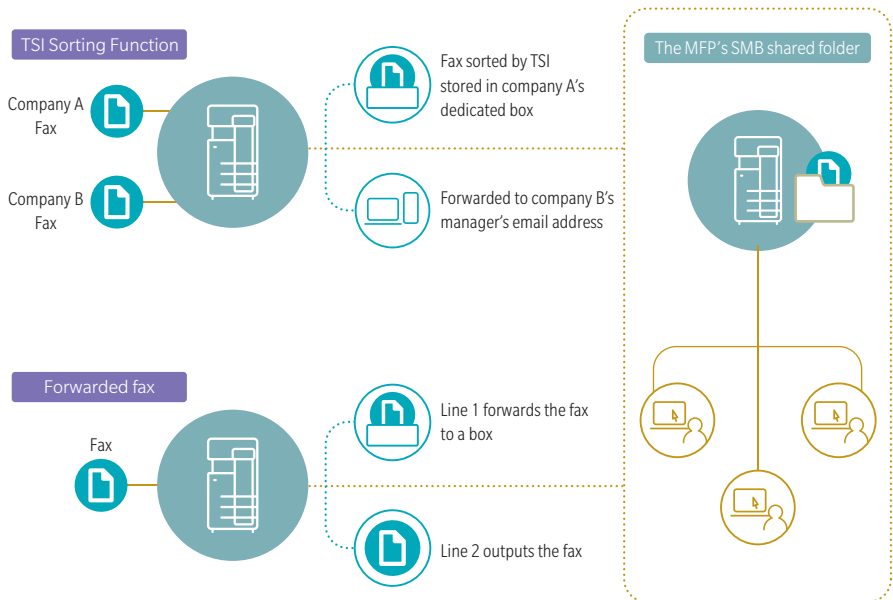 TSI Sorting Function
Company A
Fax
Company B
Fax
Fax sorted by TSI
stored in company A's
dedicated box
Forwarded to company B's
manager's email address
The MFP's SMB shared folder
Forwarded fax
Fax
Line 1 forwards the fax
to a box
Line 2 outputs the fax